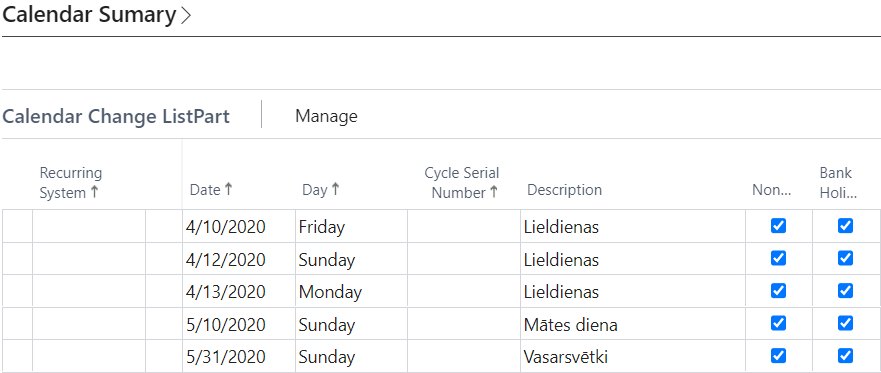 Calendar Sumary
Calendar Change ListPart Manage
Recurring System ↑ Date ↑ Day ↑ Cycle Serial Number ↑ Description Non... Bank Holi...
4/10/2020 Friday Lieldienas
4/12/2020 Sunday Lieldienas
4/13/2020 Monday Lieldienas
5/10/2020 Sunday Mātes diena
5/31/2020 Sunday Vasarsvētki